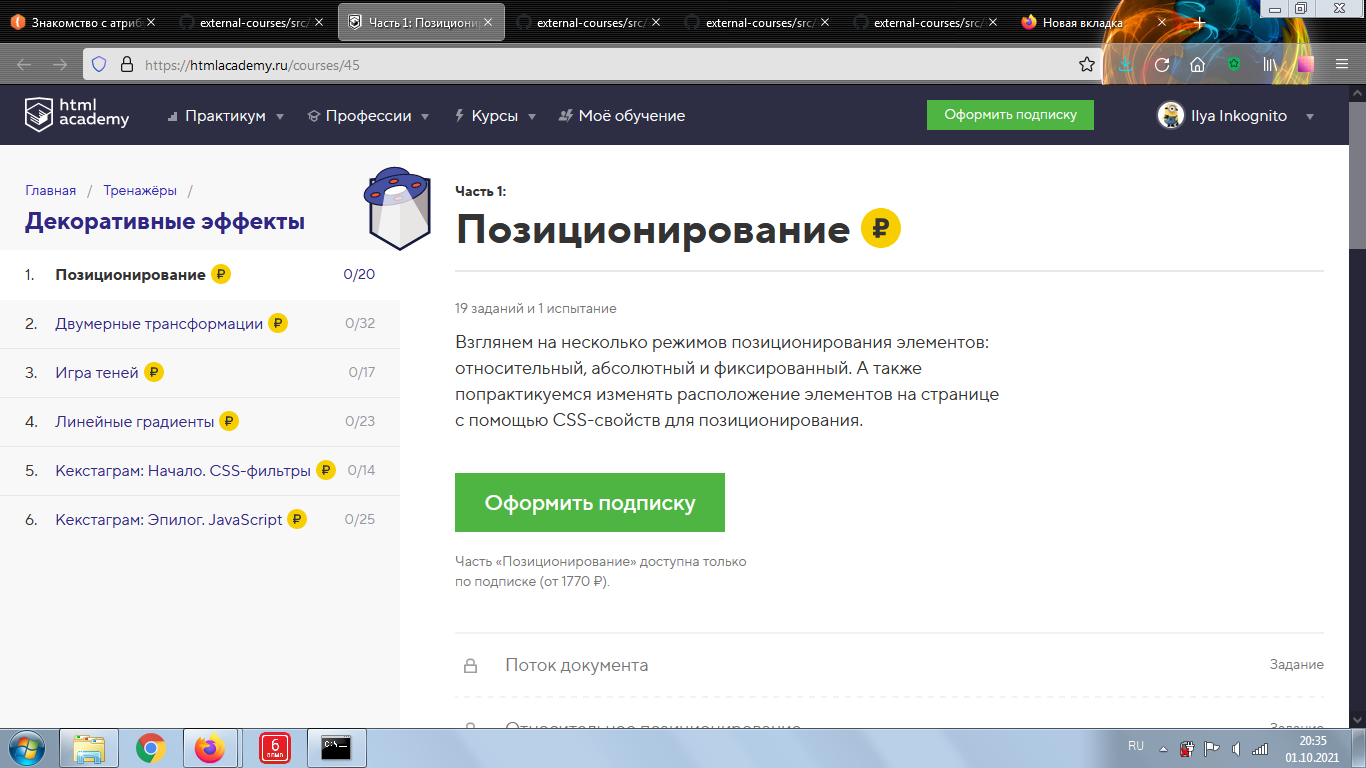 Знакомство с атриб
external-courses/src/
Часть 1: Позициони
external-courses/src/
external-courses/src/
external-courses/src/
Новая вкладка
https://htmlacademy.ru/courses/45
html academy
Практикум
Профессии
Курсы
Моё обучение
Оформить подписку
Ilya Inkognito
Главная / Тренажёры /
Декоративные эффекты
1. Позиционирование ₽ 0/20
2. Двумерные трансформации ₽ 0/32
3. Игра теней ₽ 0/17
4. Линейные градиенты ₽ 0/23
5. Кекстаграм: Начало. CSS-фильтры ₽ 0/14
6. Кекстаграм: Эпилог. JavaScript ₽ 0/25
Часть 1:
Позиционирование ₽
19 заданий и 1 испытание
Взглянем на несколько режимов позиционирования элементов:
относительный, абсолютный и фиксированный. А также
попрактикуемся изменять расположение элементов на странице
с помощью CSS-свойств для позиционирования.
Оформить подписку
Часть «Позиционирование» доступна только
по подписке (от 1770 ₽).
Поток документа Задание
Относительное позиционирование Задание
6
C:\
RU
20:35
01.10.2021